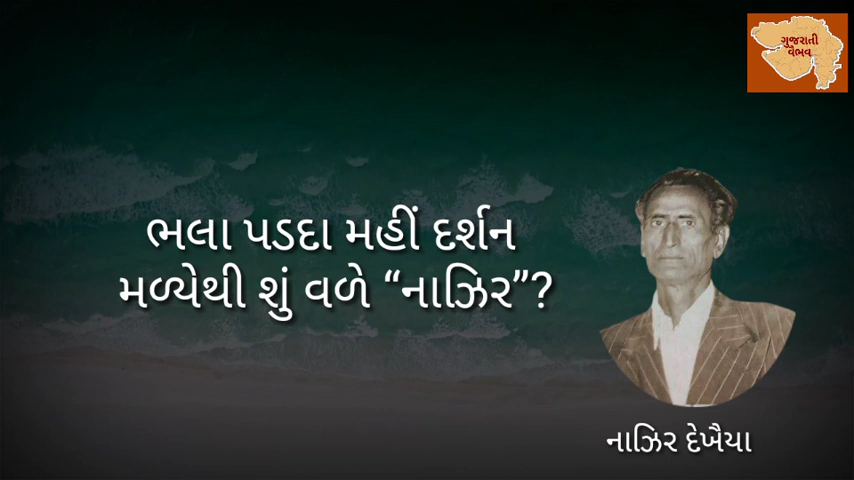 ગુજરાતી
વૈભવ
ભલા પડદા મહીં દર્શન
મળ્યેથી શું વળે “નાઝિર”?
નાઝિર દેખૈયા